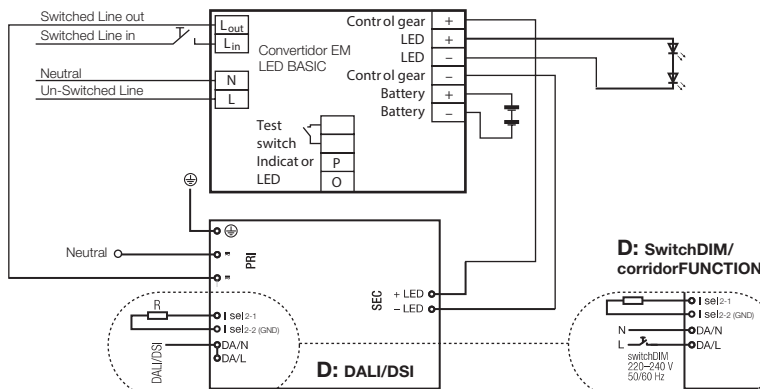 Switched Line out
Switched Line in
Neutral
Un-Switched Line
Lout
Lin
N
L
Convertidor EM
LED BASIC
Test
switch
Indicator
LED
P
O
Control gear +
LED +
LED –
Control gear –
Battery +
Battery –
Neutral
PRI
SEC
+ LED
– LED
R
I sel2-1
I sel2-2 (GND)
DA/N
DA/L
DALI/DSI
D: DALI/DSI
D: SwitchDIM/
corridorFUNCTION
I sel2-1
I sel2-2 (GND)
N
DA/N
L
DA/L
switchDIM
220–240 V
50/60 Hz